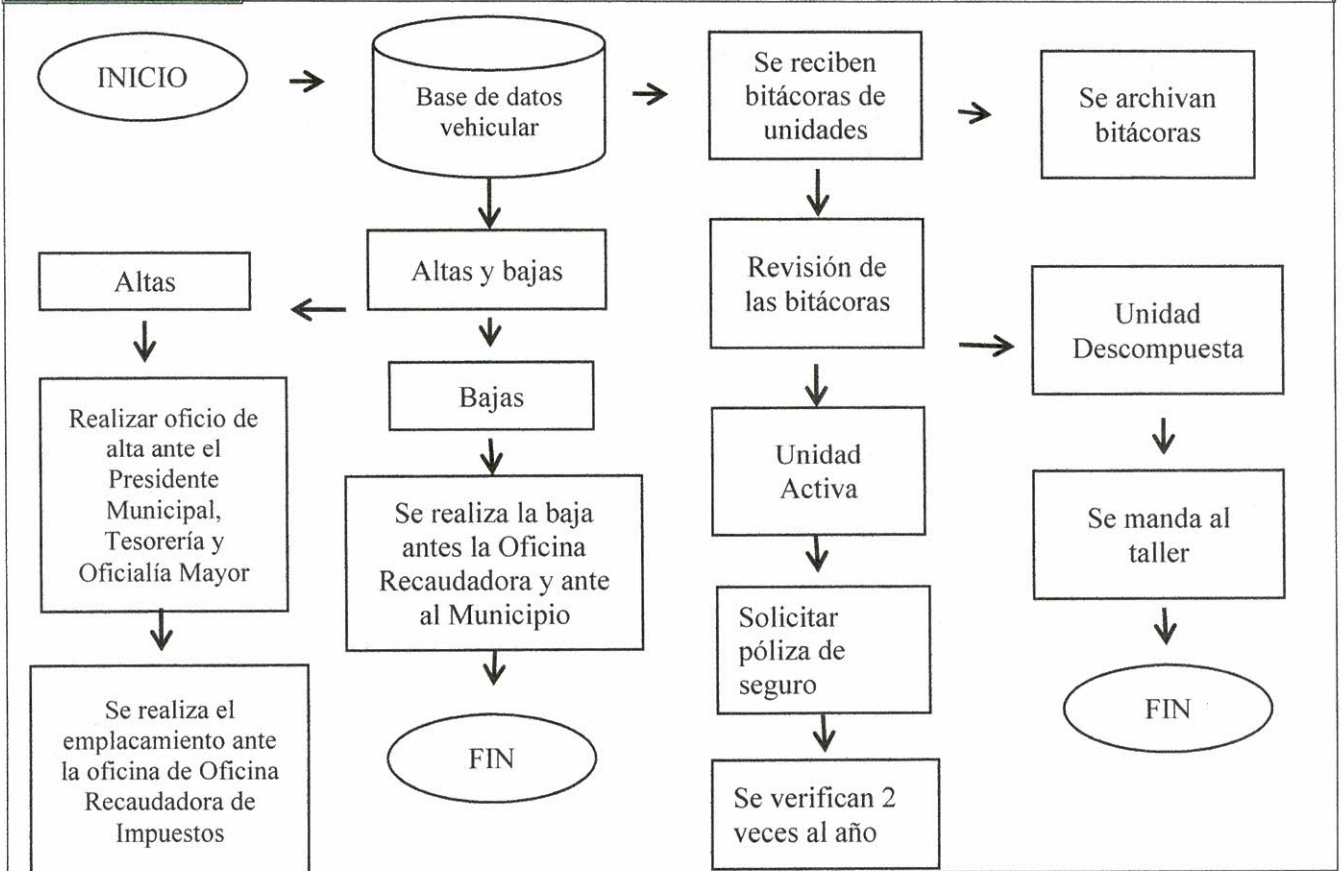 INICIO
Base de datos
vehicular
Se reciben
bitácoras de
unidades
Se archivan
bitácoras
Altas
Altas y bajas
Revisión de
las bitácoras
Unidad
Descompuesta
Realizar oficio de
alta ante el
Presidente
Municipal,
Tesorería y
Oficialía Mayor
Bajas
Unidad
Activa
Se realiza la baja
antes la Oficina
Recaudadora y ante
al Municipio
Se manda al
taller
Solicitar
póliza de
seguro
Se realiza el
emplacamiento ante
la oficina de Oficina
Recaudadora de
Impuestos
FIN
FIN
Se verifican 2
veces al año